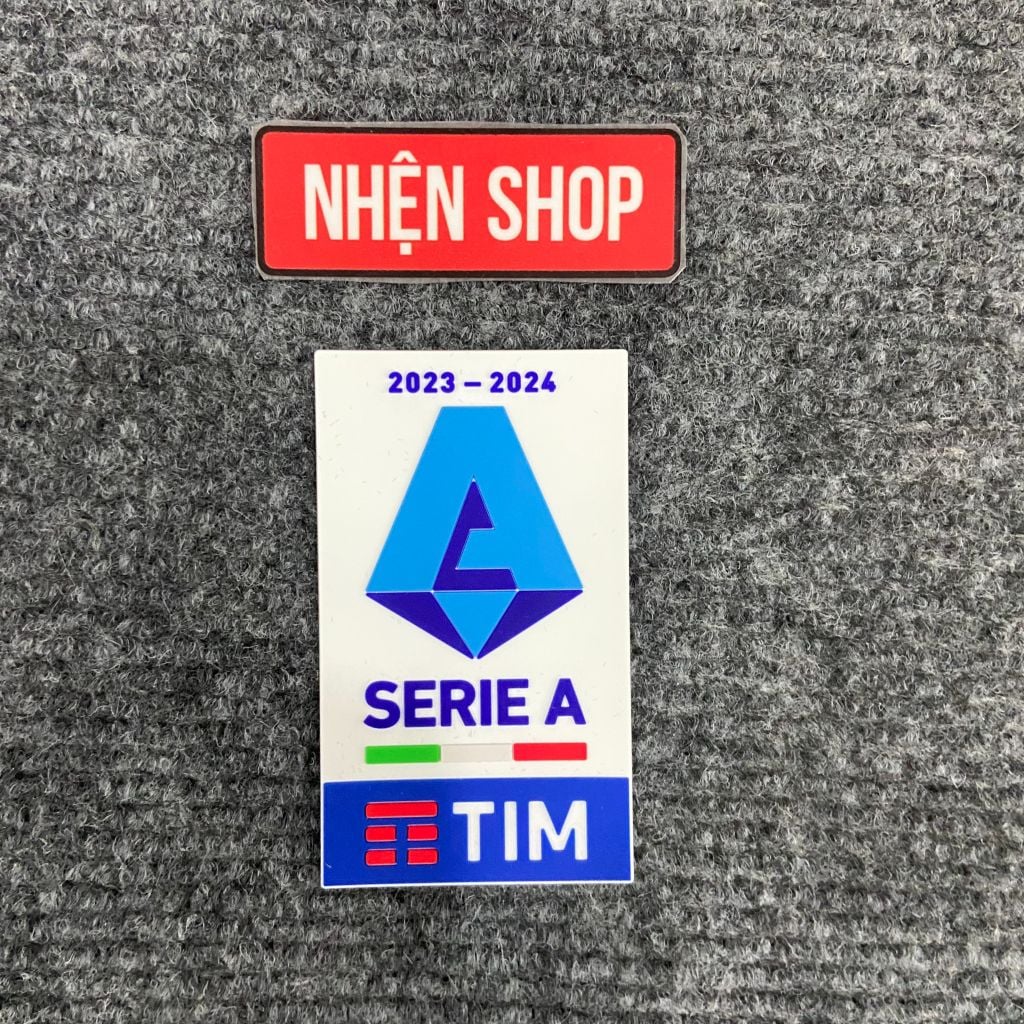 NHỆN SHOP
2023 – 2024
SERIE A
TIM